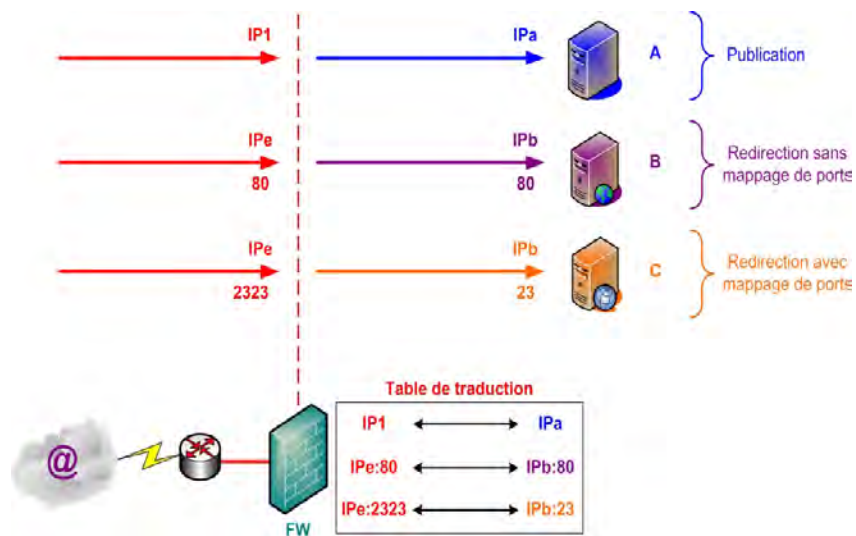 IP1
IPa
A
Publication
IPe
80
IPb
80
B
Redirection sans
mappage de ports
IPe
2323
IPb
23
C
Redirection avec
mappage de ports
Table de traduction
IP1
IPa
IPe:80
IPb:80
IPe:2323
IPb:23
@
FW